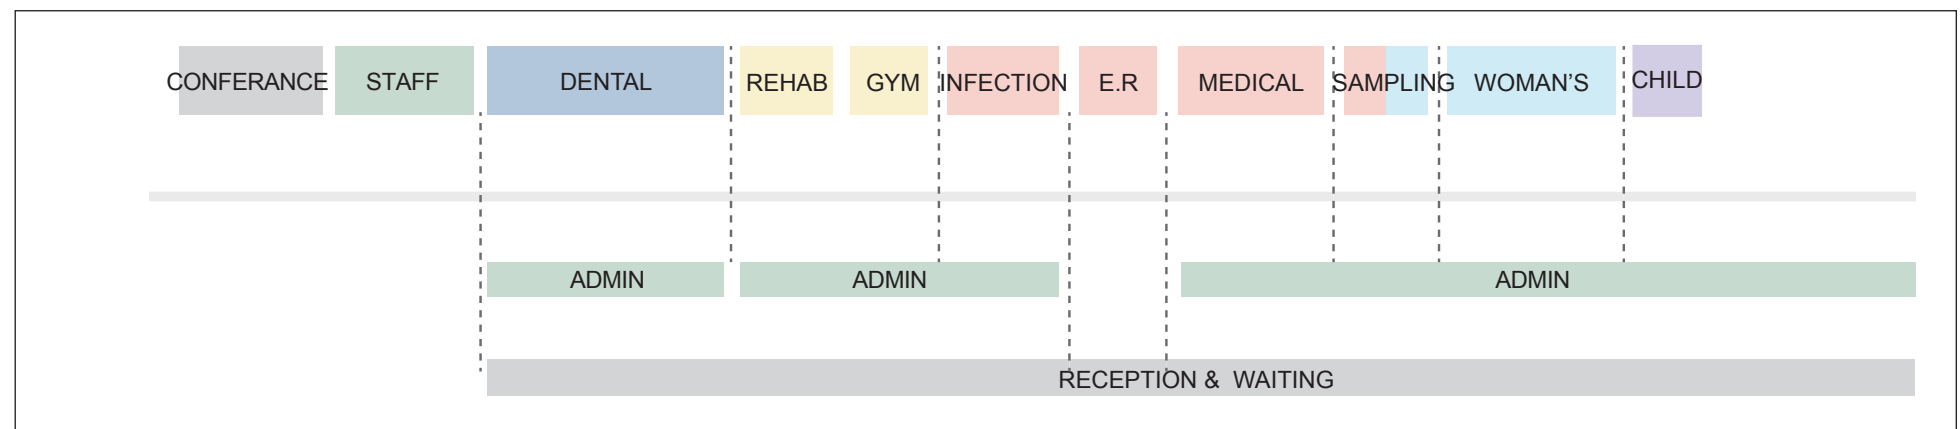 CONFERANCE STAFF DENTAL REHAB GYM INFECTION E.R MEDICAL SAMPLING WOMAN'S CHILD
ADMIN ADMIN ADMIN
RECEPTION & WAITING